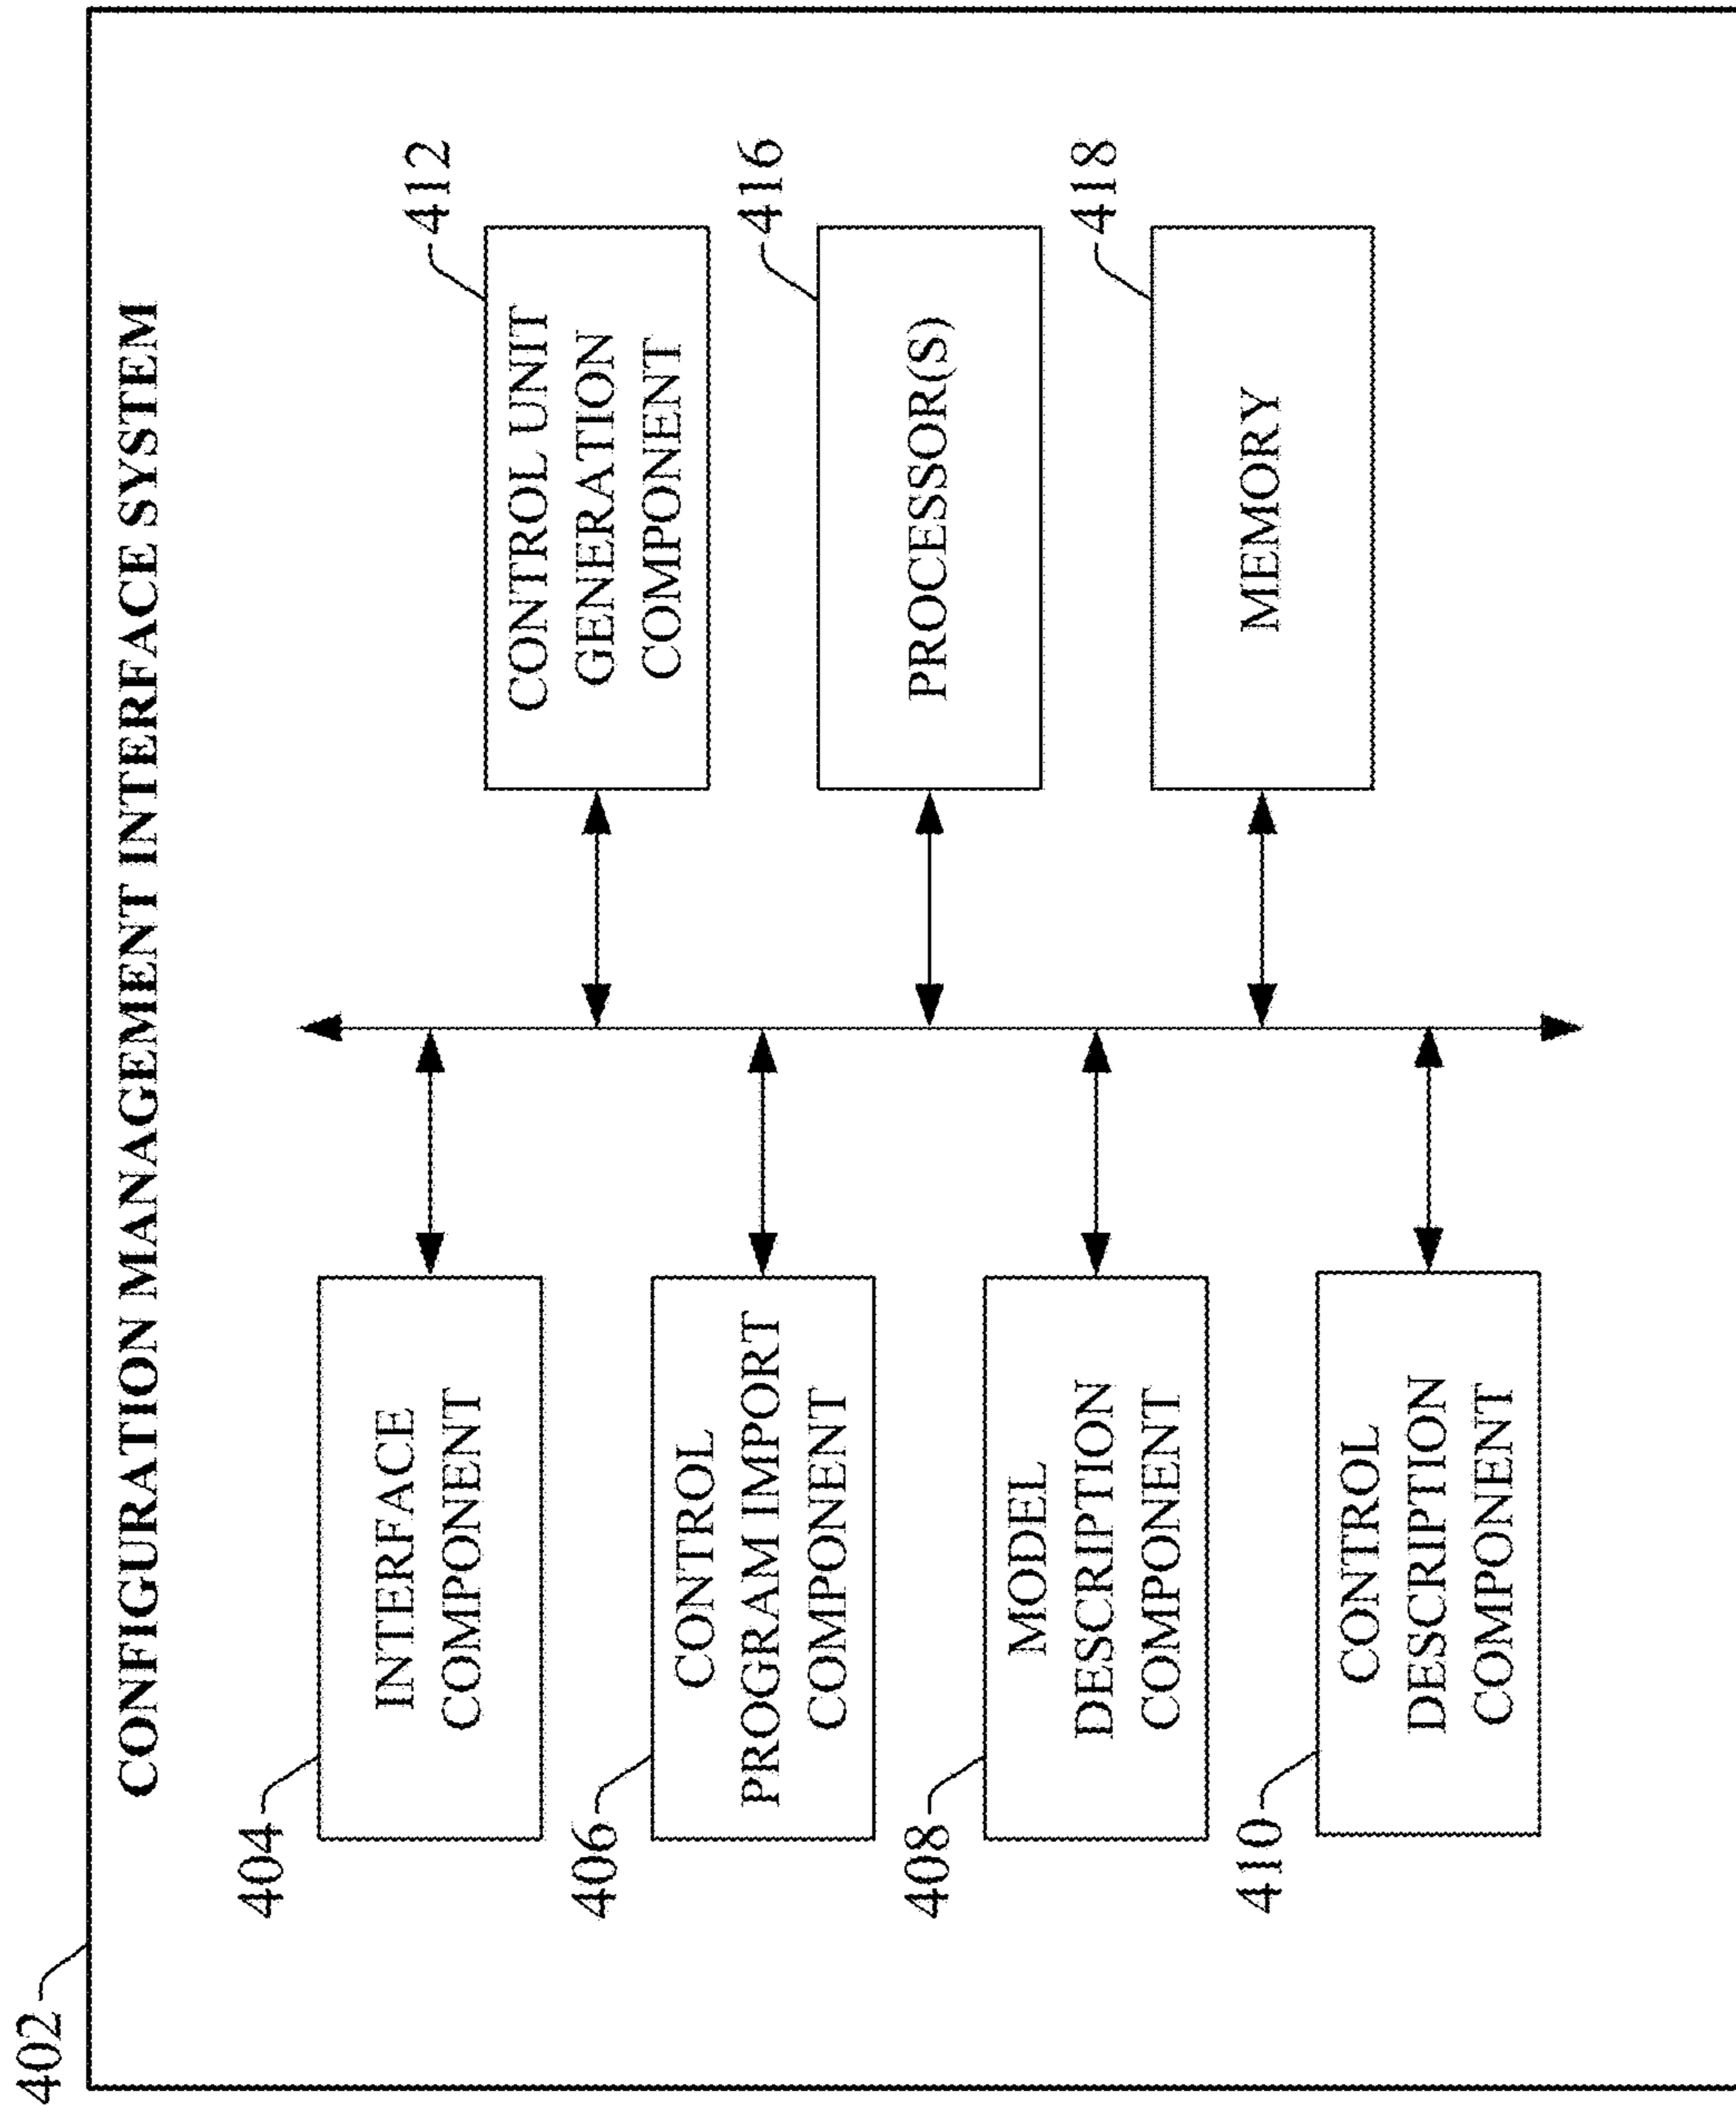 402
CONFIGURATION MANAGEMENT INTERFACE SYSTEM
404
INTERFACE
COMPONENT
406
CONTROL
PROGRAM IMPORT
COMPONENT
408
MODEL
DESCRIPTION
COMPONENT
410
CONTROL
DESCRIPTION
COMPONENT
412
CONTROL UNIT
GENERATION
COMPONENT
416
PROCESSOR(S)
418
MEMORY